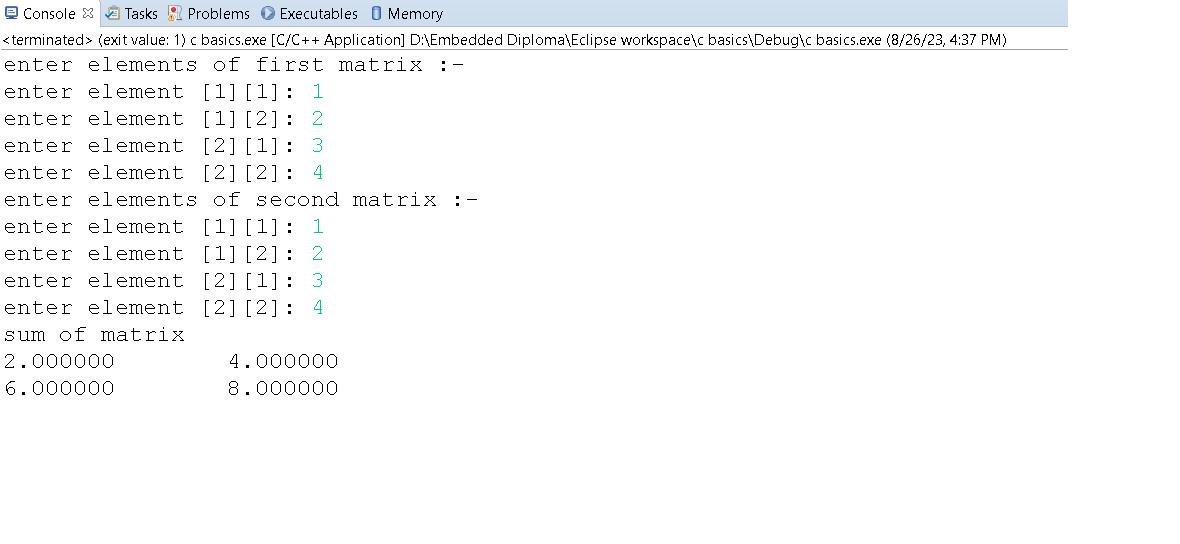 Console Tasks Problems Executables Memory
<terminated> (exit value: 1) c basics.exe [C/C++ Application] D:\Embedded Diploma\Eclipse workspace\c basics\Debug\c basics.exe (8/26/23, 4:37 PM)
enter elements of first matrix :-
enter element [1][1]: 1
enter element [1][2]: 2
enter element [2][1]: 3
enter element [2][2]: 4
enter elements of second matrix :-
enter element [1][1]: 1
enter element [1][2]: 2
enter element [2][1]: 3
enter element [2][2]: 4
sum of matrix
2.000000 4.000000
6.000000 8.000000